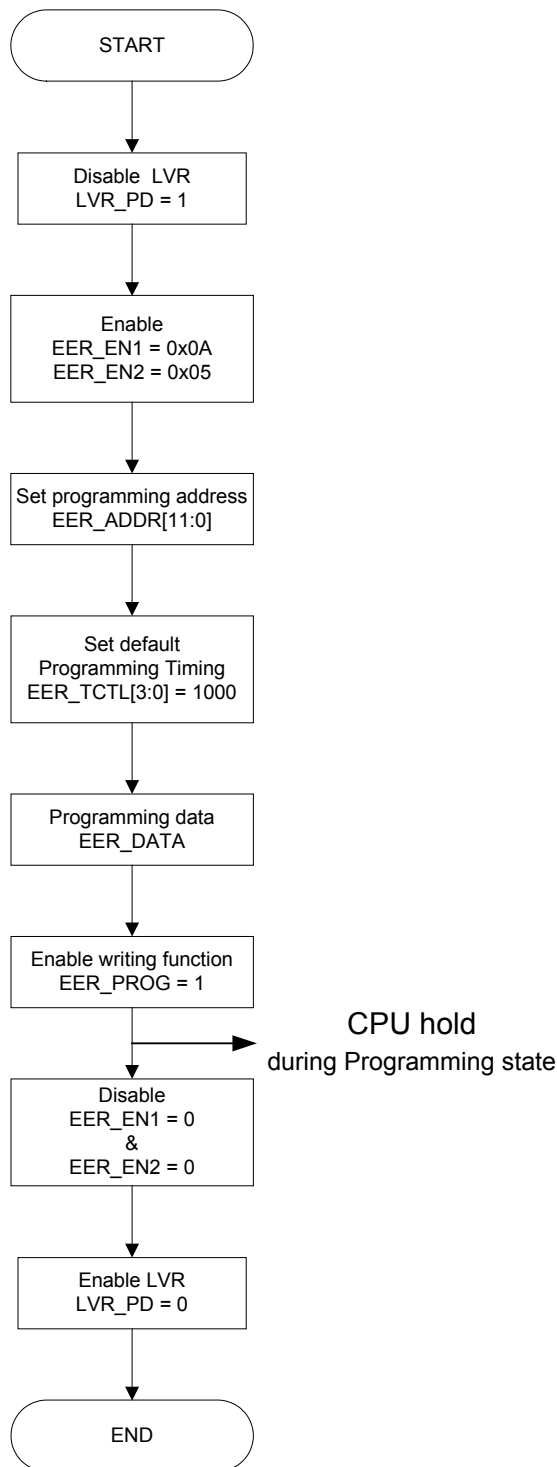 START
Disable LVR
LVR_PD = 1
Enable
EER_EN1 = 0x0A
EER_EN2 = 0x05
Set programming address
EER_ADDR[11:0]
Set default
Programming Timing
EER_TCTL[3:0] = 1000
Programming data
EER_DATA
Enable writing function
EER_PROG = 1
CPU hold
during Programming state
Disable
EER_EN1 = 0
&
EER_EN2 = 0
Enable LVR
LVR_PD = 0
END